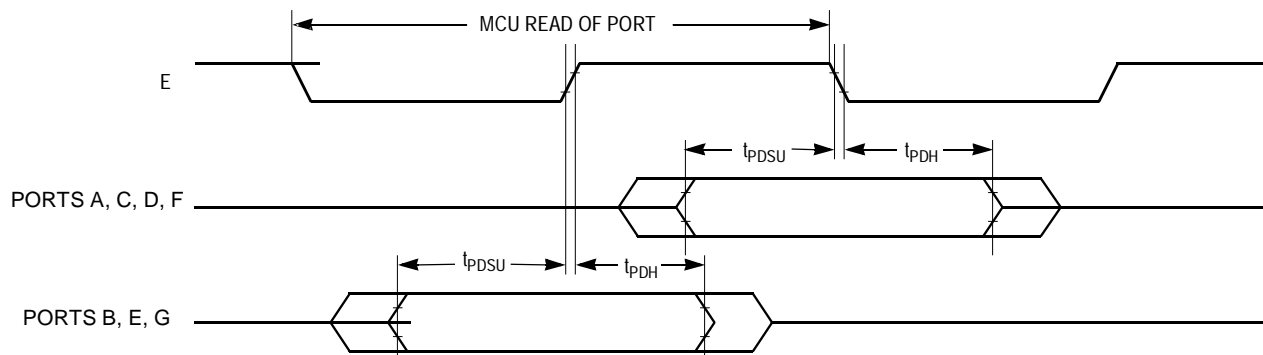 MCU READ OF PORT
E
tPDSU
tPDH
PORTS A, C, D, F
tPDSU
tPDH
PORTS B, E, G